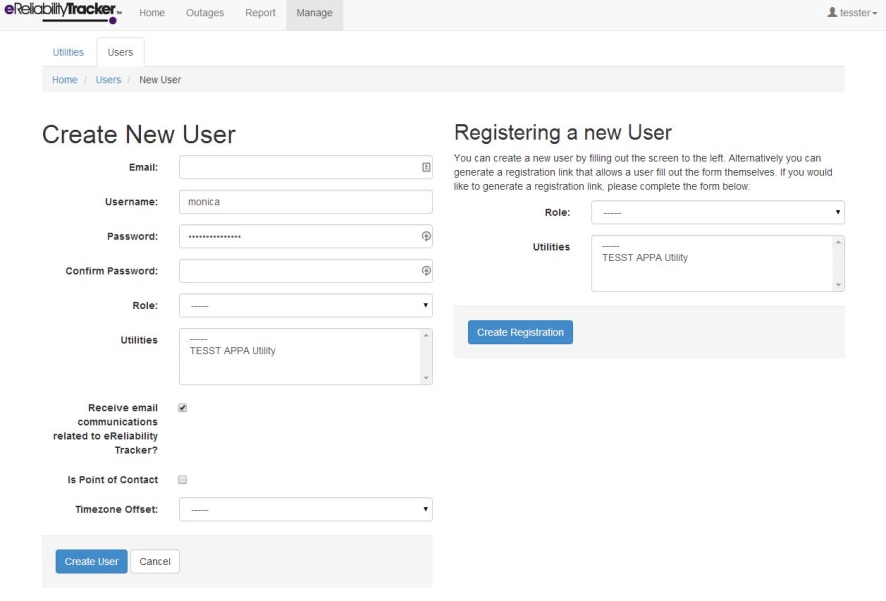 eReliabilityTracker™ Home Outages Report Manage tesster
Utilities Users
Home / Users / New User
Create New User
Email:
Username: monica
Password: •••••••••••••••
Confirm Password:
Role: -----
Utilities -----
TESST APPA Utility
Receive email
communications
related to eReliability
Tracker?
Is Point of Contact
Timezone Offset: -----
Create User Cancel
Registering a new User
You can create a new user by filling out the screen to the left. Alternatively you can
generate a registration link that allows a user fill out the form themselves. If you would
like to generate a registration link, please complete the form below:
Role: -----
Utilities -----
TESST APPA Utility
Create Registration